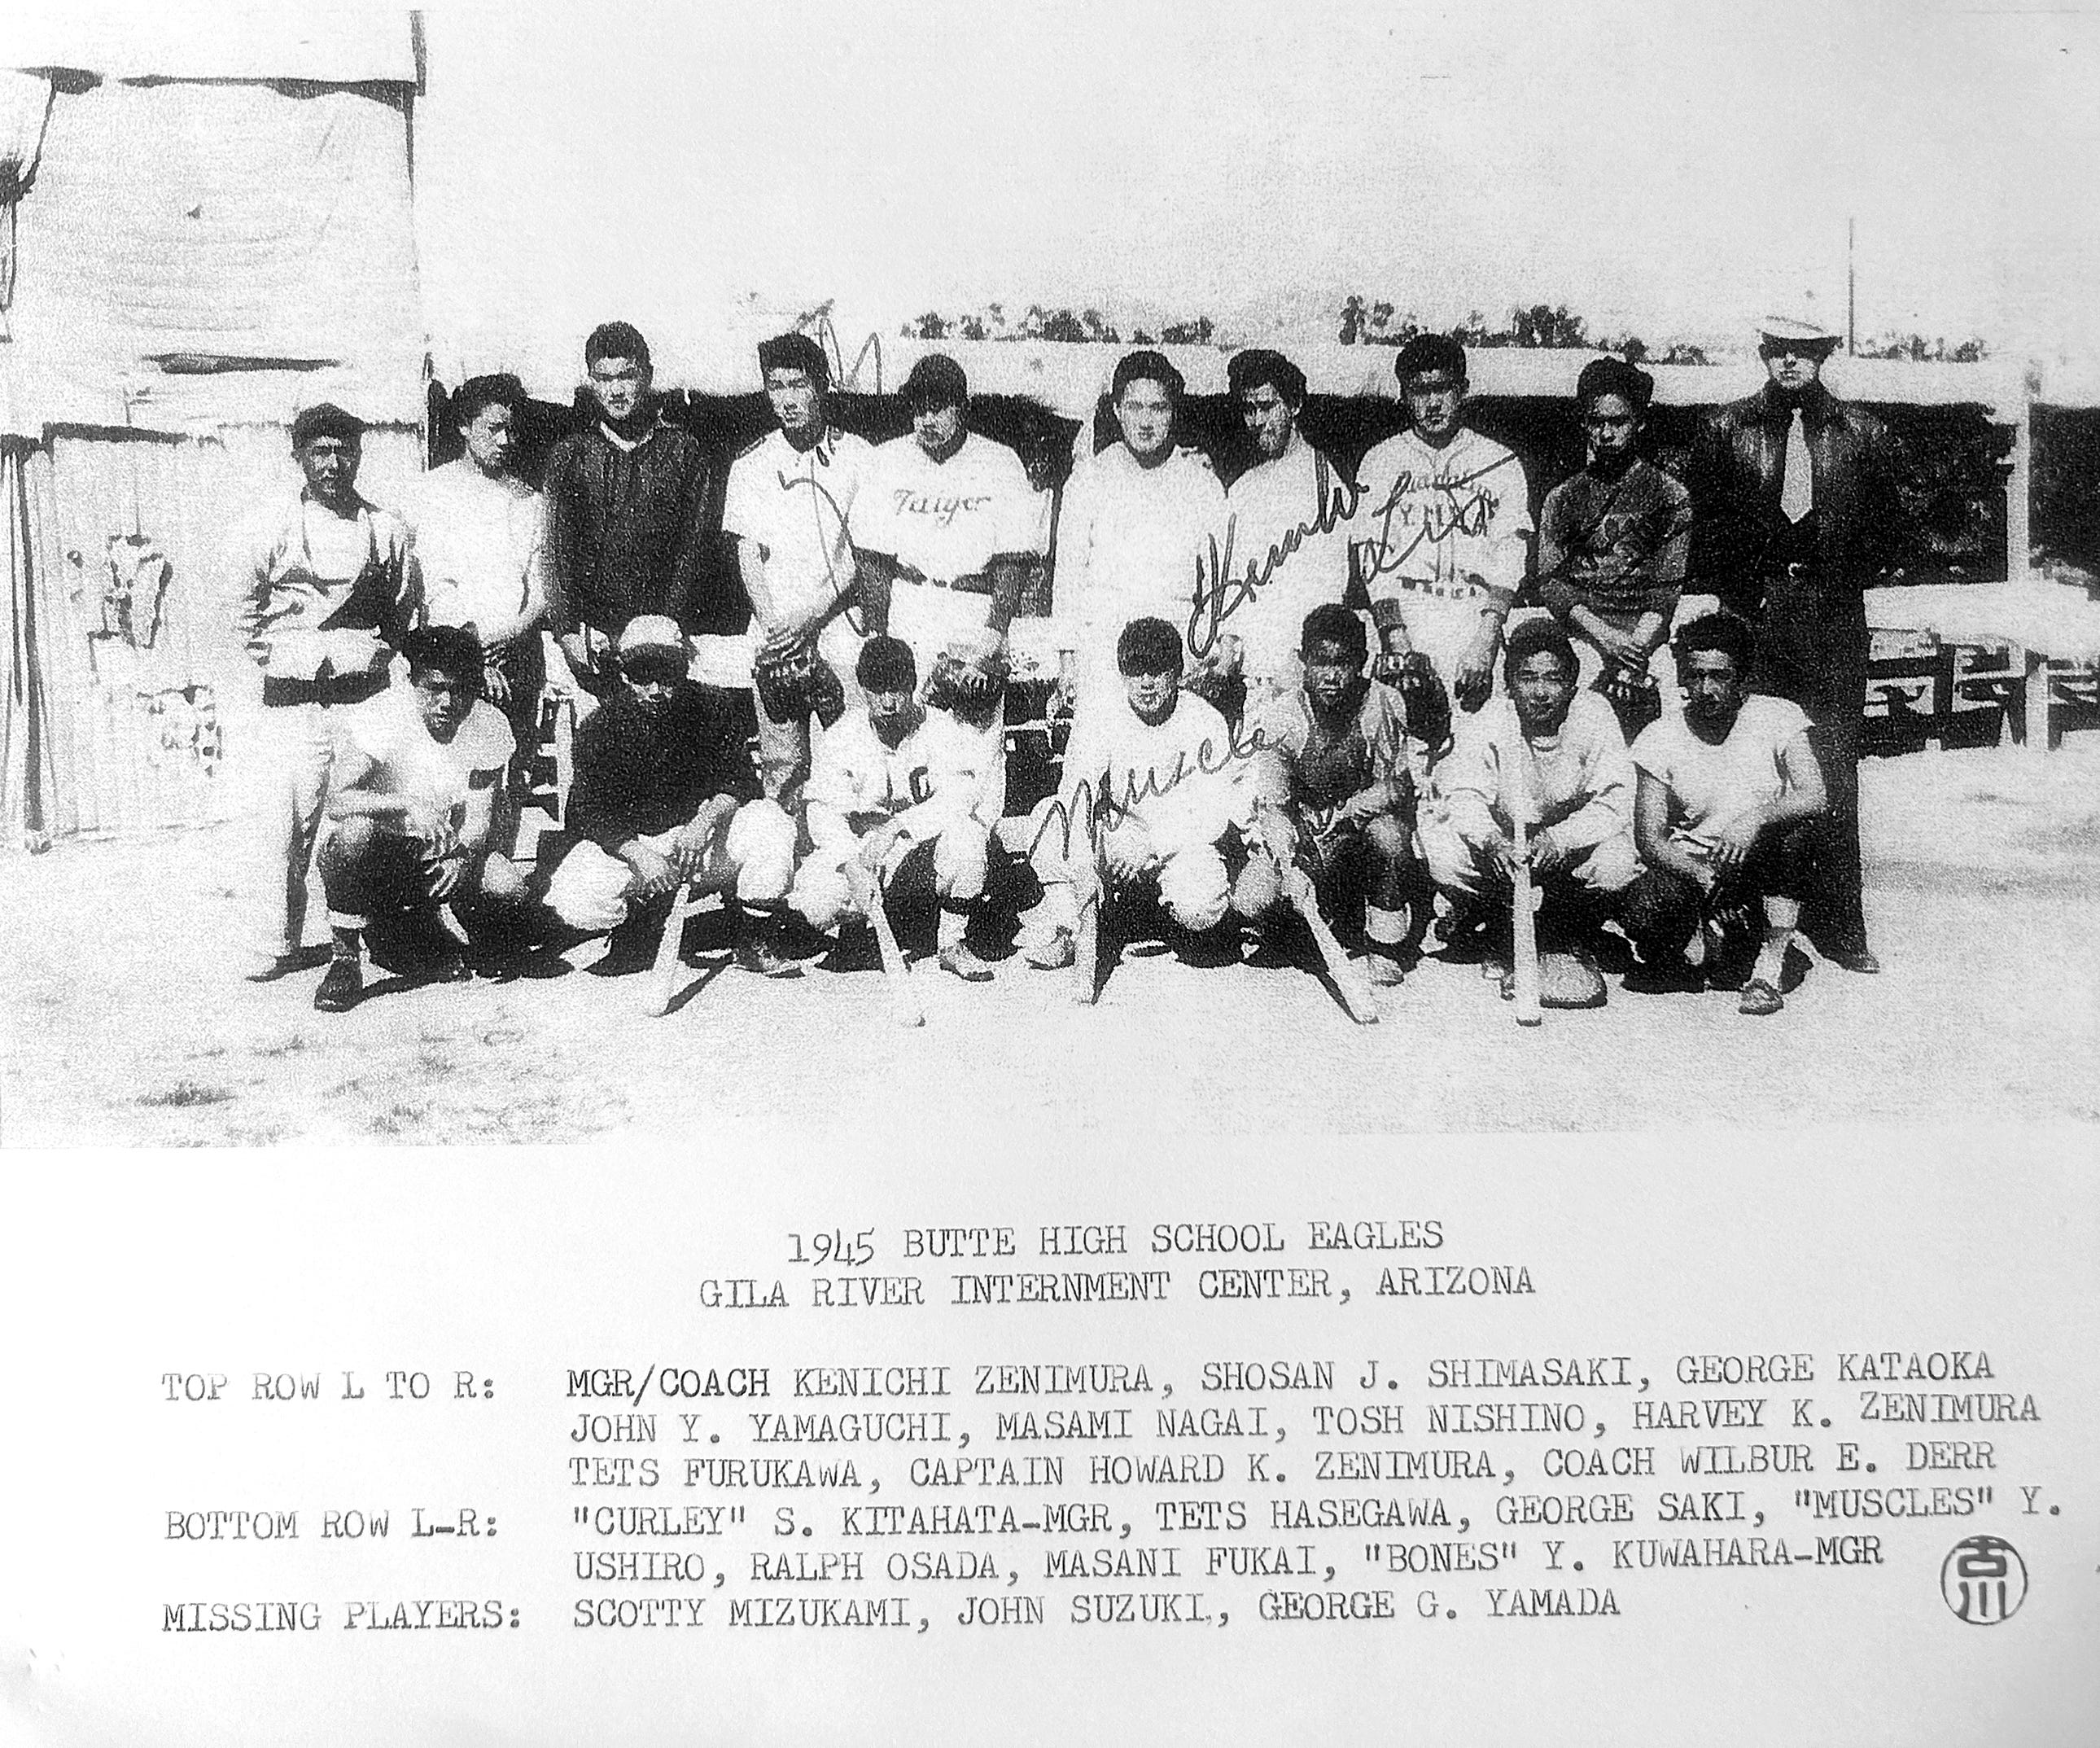 Taiyo
Muscle
1945 BUTTE HIGH SCHOOL EAGLES
GILA RIVER INTERNMENT CENTER, ARIZONA
TOP ROW L TO R: MGR/COACH KENICHI ZENIMURA, SHOSAN J. SHIMASAKI, GEORGE KATAOKA
JOHN Y. YAMAGUCHI, MASAMI NAGAI, TOSH NISHINO, HARVEY K. ZENIMURA
TETS FURUKAWA, CAPTAIN HOWARD K. ZENIMURA, COACH WILBUR E. DERR
BOTTOM ROW L-R: "CURLEY" S. KITAHATA-MGR, TETS HASEGAWA, GEORGE SAKI, "MUSCLES" Y.
USHIRO, RALPH OSADA, MASANI FUKAI, "BONES" Y. KUWAHARA-MGR
古川
MISSING PLAYERS: SCOTTY MIZUKAMI, JOHN SUZUKI, GEORGE G. YAMADA